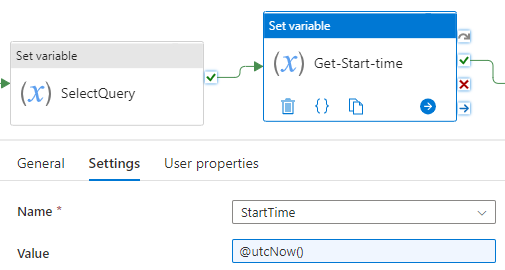 Set variable
(x) SelectQuery
Set variable
(x) Get-Start-time
{}
General Settings User properties
Name * StartTime
Value @utcNow()